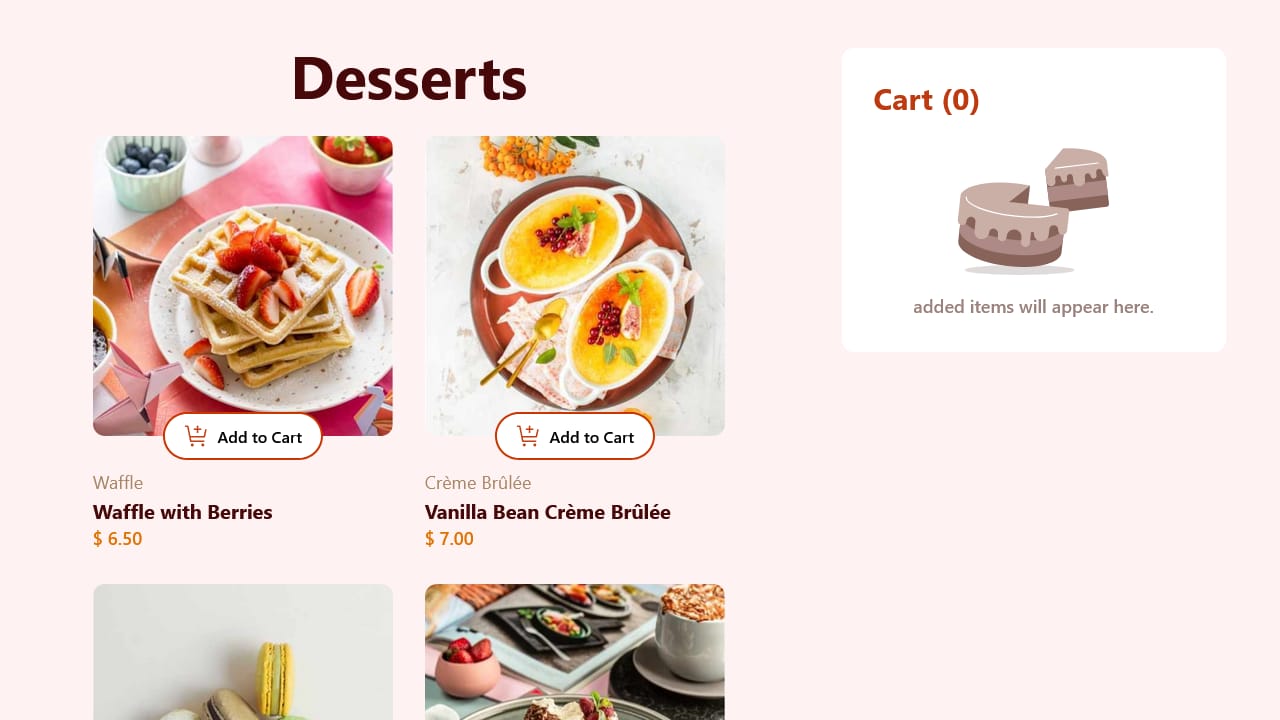 Desserts
Add to Cart
Waffle
Waffle with Berries
$ 6.50
Add to Cart
Crème Brûlée
Vanilla Bean Crème Brûlée
$ 7.00
Cart (0)
added items will appear here.